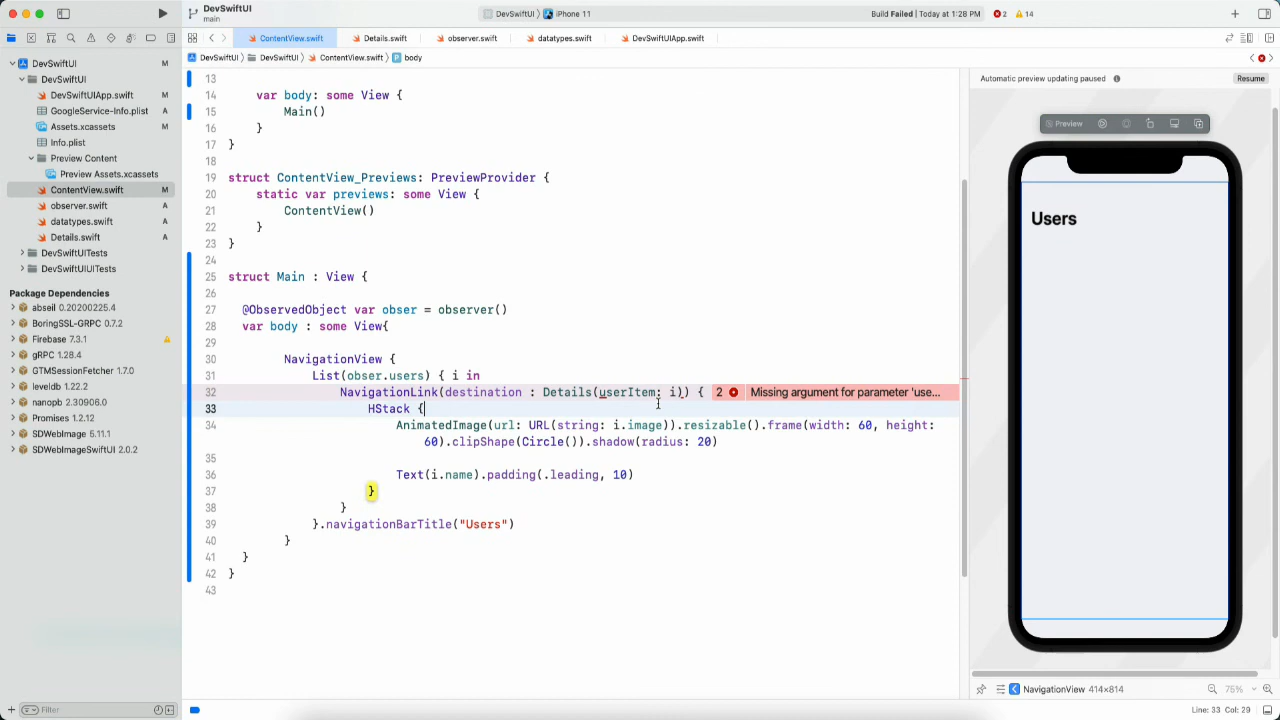 DevSwiftUI
main
DevSwiftUI 〉 iPhone 11
Build Failed | Today at 1:28 PM
2
14
ContentView.swift
Details.swift
observer.swift
datatypes.swift
DevSwiftUIApp.swift
DevSwiftUI 〉 DevSwiftUI 〉 ContentView.swift 〉 body
DevSwiftUI M
DevSwiftUI
DevSwiftUIApp.swift M
GoogleService-Info.plist A
Assets.xcassets M
Info.plist
Preview Content
Preview Assets.xcassets
ContentView.swift M
observer.swift A
datatypes.swift A
Details.swift A
DevSwiftUITests
DevSwiftUIUITests
Package Dependencies
abseil 0.20200225.4
BoringSSL-GRPC 0.7.2
Firebase 7.3.1
gRPC 1.28.4
GTMSessionFetcher 1.7.0
leveldb 1.22.2
nanopb 2.30906.0
Promises 1.2.12
SDWebImage 5.11.1
SDWebImageSwiftUI 2.0.2
Filter
13
14 var body: some View {
15 Main()
16 }
17 }
18
19 struct ContentView_Previews: PreviewProvider {
20 static var previews: some View {
21 ContentView()
22 }
23 }
24
25 struct Main : View {
26
27 @ObservedObject var obser = observer()
28 var body : some View{
29
30 NavigationView {
31 List(obser.users) { i in
32 NavigationLink(destination : Details(userItem: i)) { 2 Missing argument for parameter 'use...
33 HStack {
34 AnimatedImage(url: URL(string: i.image)).resizable().frame(width: 60, height:
60).clipShape(Circle()).shadow(radius: 20)
35
36 Text(i.name).padding(.leading, 10)
37 }
38 }
39 }.navigationBarTitle("Users")
40 }
41 }
42 }
43
Automatic preview updating paused
Resume
Preview
Users
NavigationView 414×814
75%
Line: 33 Col: 29